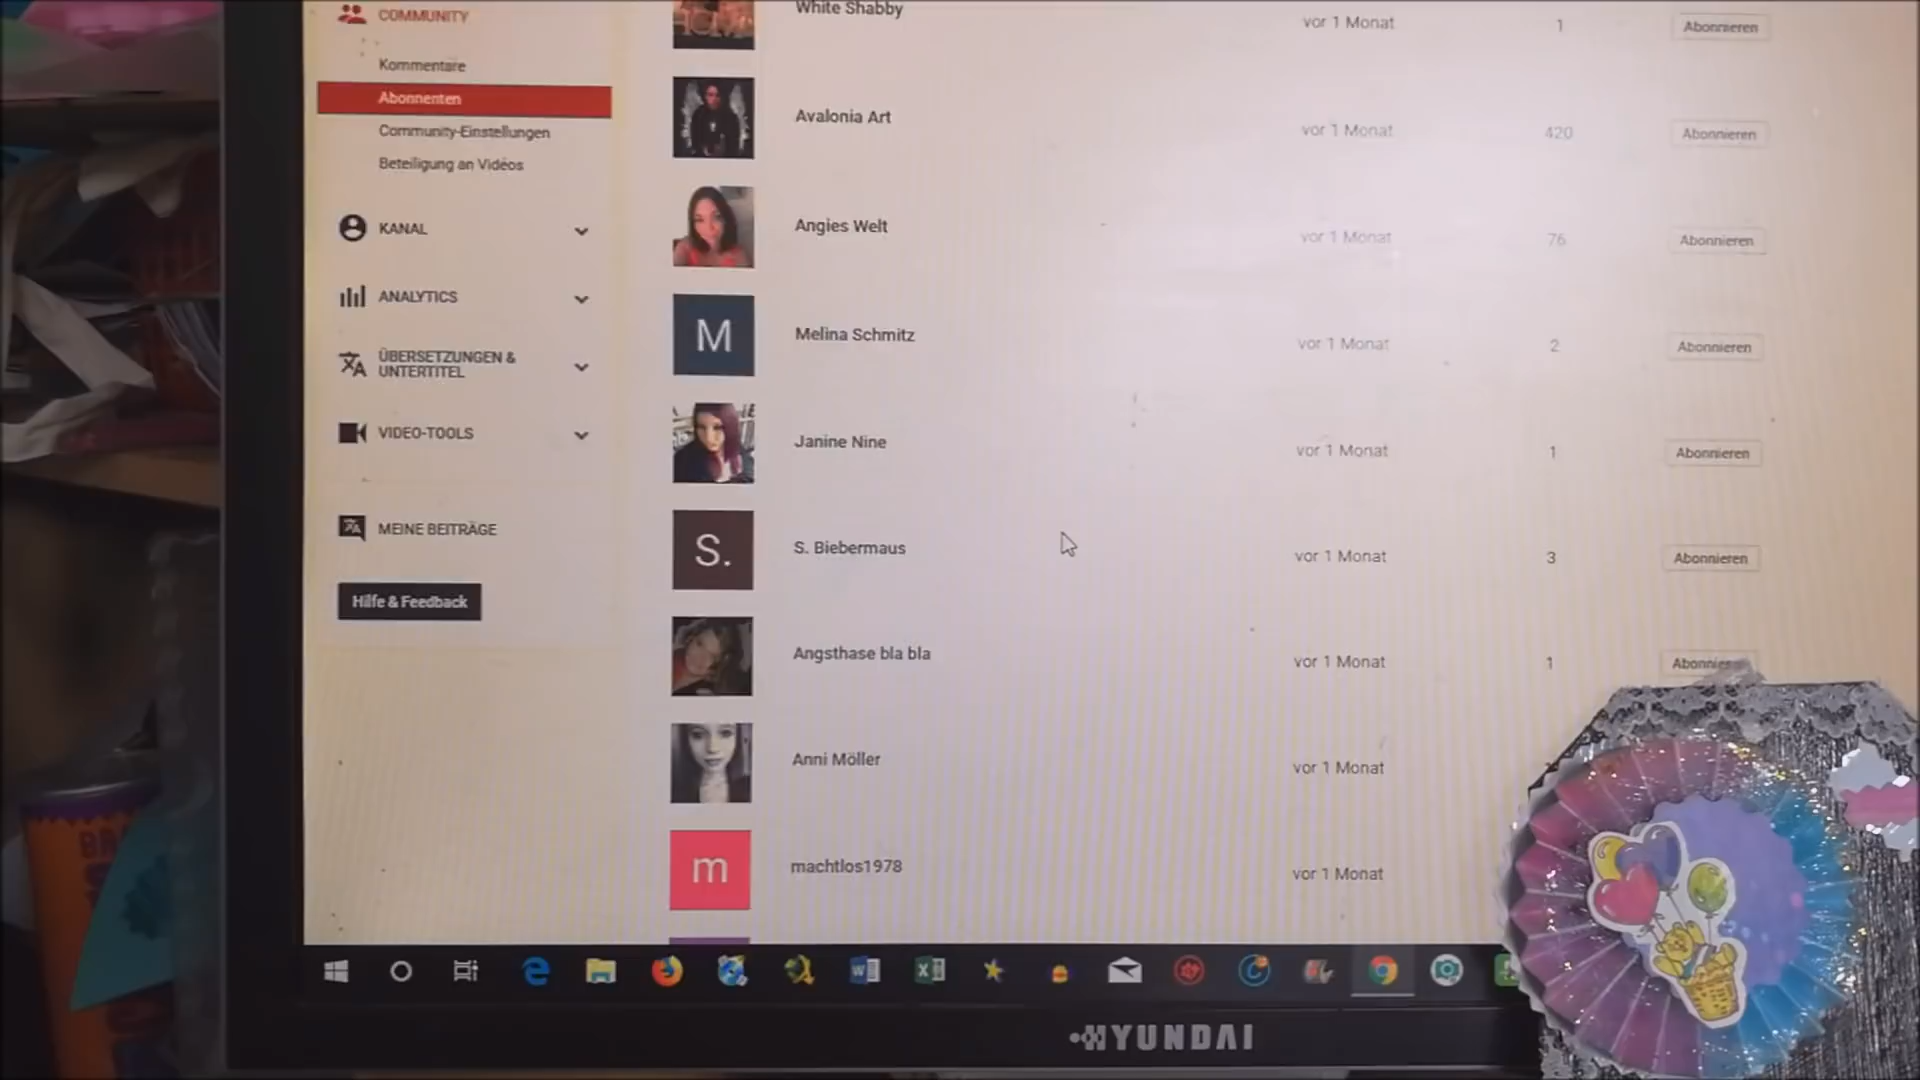 COMMUNITY
Kommentare
Abonnenten
Community-Einstellungen
Beteiligung an Videos
KANAL
ANALYTICS
ÜBERSETZUNGEN &
UNTERTITEL
VIDEO-TOOLS
MEINE BEITRÄGE
Hilfe & Feedback
White Shabby vor 1 Monat 1 Abonnieren
Avalonia Art vor 1 Monat 420 Abonnieren
Angies Welt vor 1 Monat 76 Abonnieren
M Melina Schmitz vor 1 Monat 2 Abonnieren
Janine Nine vor 1 Monat 1 Abonnieren
S. S. Biebermaus vor 1 Monat 3 Abonnieren
Angsthase bla bla vor 1 Monat 1
Anni Möller vor 1 Monat
m machtlos1978 vor 1 Monat
HYUNDAI